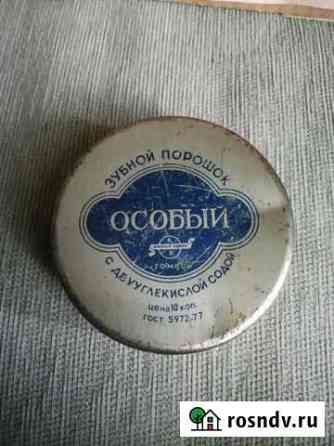 ЗУБНОЙ ПОРОШОК
ОСОБЫЙ
С ДВУУГЛЕКИСЛОЙ СОДОЙ
цена 10 коп.
ГОСТ 5972.77
rosndv.ru